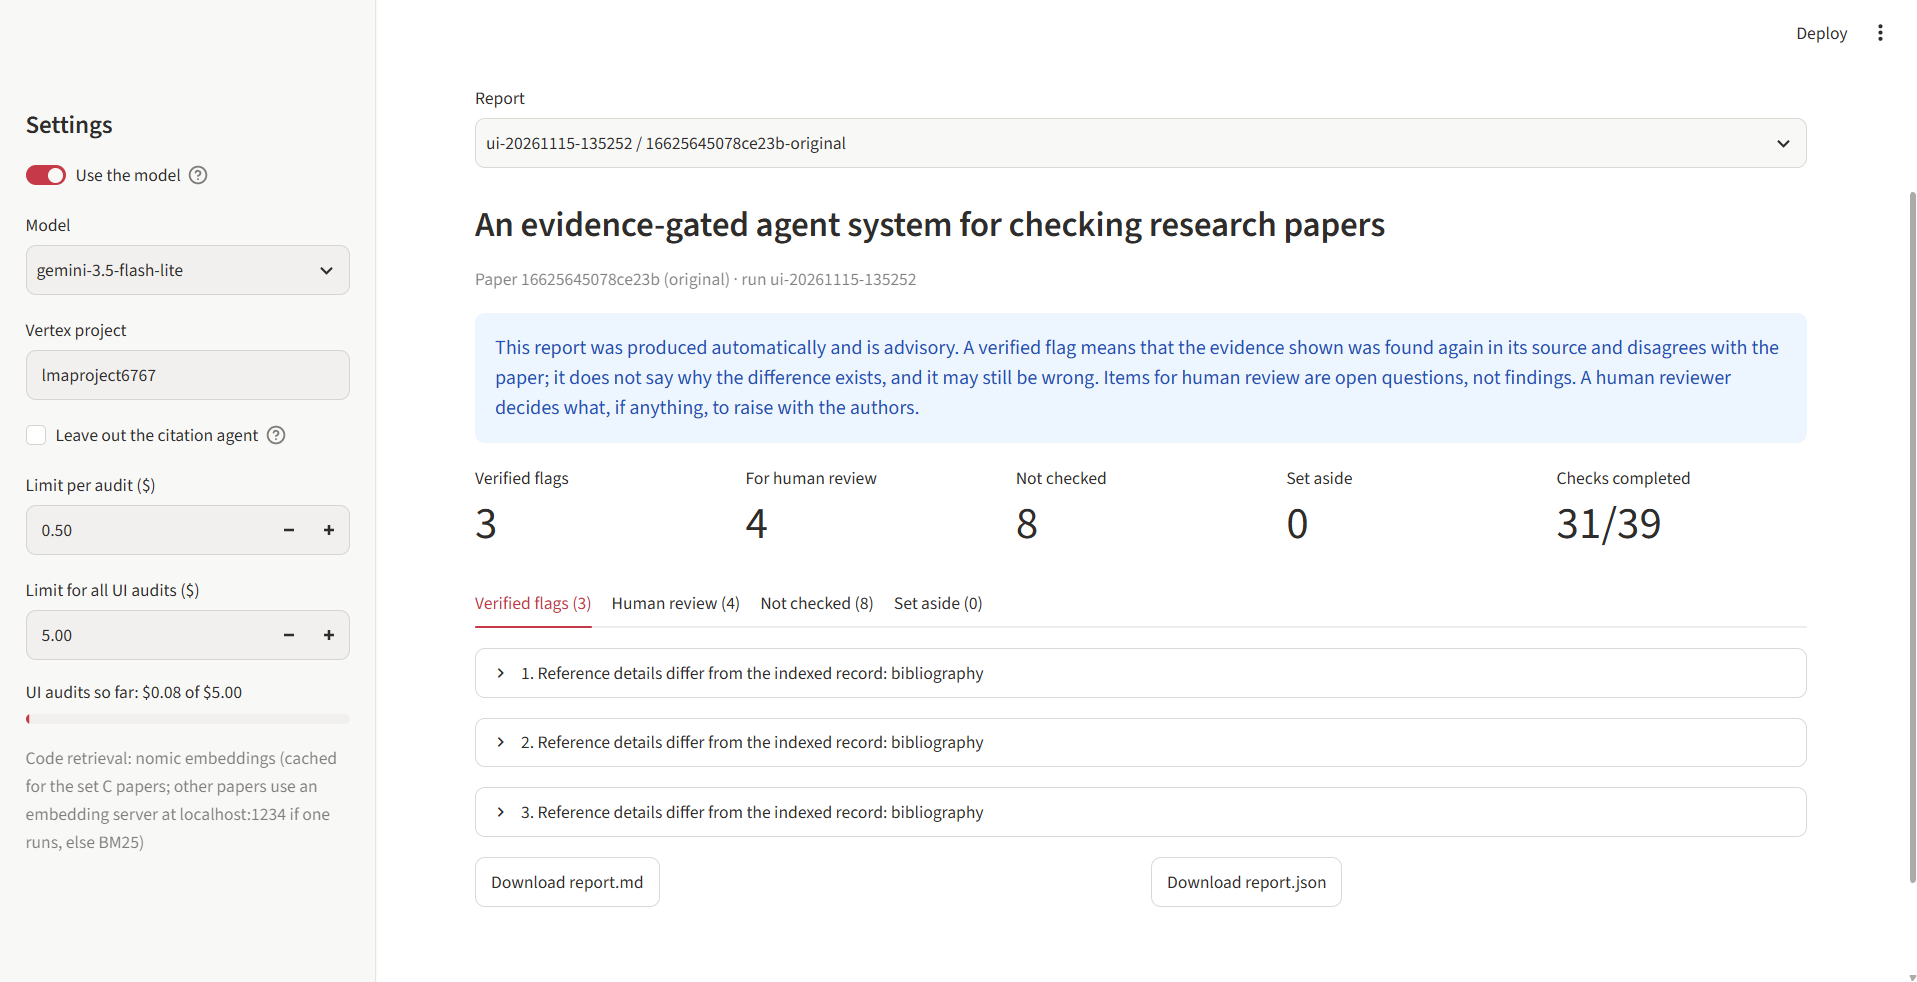 Deploy
Settings
Use the model
Model
gemini-3.5-flash-lite
Vertex project
lmaproject6767
Leave out the citation agent
Limit per audit ($)
0.50
Limit for all UI audits ($)
5.00
UI audits so far: $0.08 of $5.00
Code retrieval: nomic embeddings (cached
for the set C papers; other papers use an
embedding server at localhost:1234 if one
runs, else BM25)
Report
ui-20261115-135252 / 16625645078ce23b-original
An evidence-gated agent system for checking research papers
Paper 16625645078ce23b (original) · run ui-20261115-135252
This report was produced automatically and is advisory. A verified flag means that the evidence shown was found again in its source and disagrees with the
paper; it does not say why the difference exists, and it may still be wrong. Items for human review are open questions, not findings. A human reviewer
decides what, if anything, to raise with the authors.
Verified flags For human review Not checked Set aside Checks completed
3 4 8 0 31/39
Verified flags (3) Human review (4) Not checked (8) Set aside (0)
1. Reference details differ from the indexed record: bibliography
2. Reference details differ from the indexed record: bibliography
3. Reference details differ from the indexed record: bibliography
Download report.md Download report.json